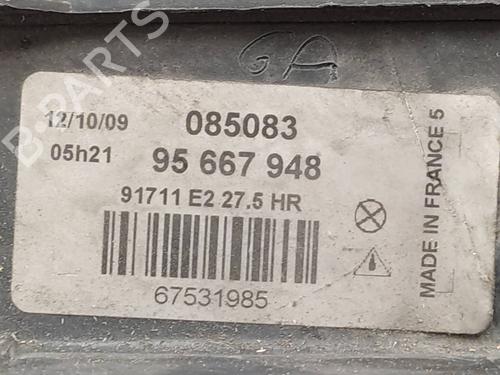 B-PARTS
GA
12/10/09 085083
05h21 95 667 948
91711 E2 27.5 HR
67531985
MADE IN FRANCE 5